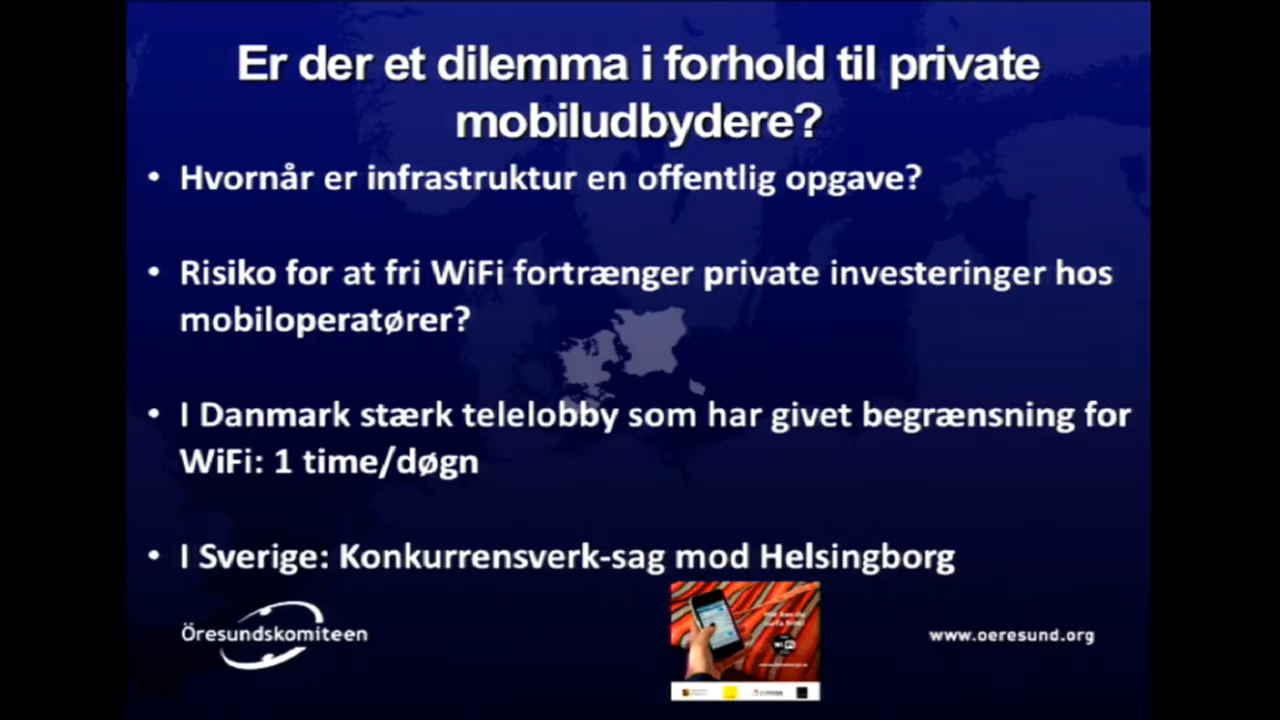 Er der et dilemma i forhold til private
mobiludbydere?
• Hvornår er infrastruktur en offentlig opgave?
• Risiko for at fri WiFi fortrænger private investeringer hos
mobiloperatører?
• I Danmark stærk telelobby som har givet begrænsning for
WiFi: 1 time/døgn
• I Sverige: Konkurrensverk-sag mod Helsingborg
Öresundskomiteen
www.oeresund.org